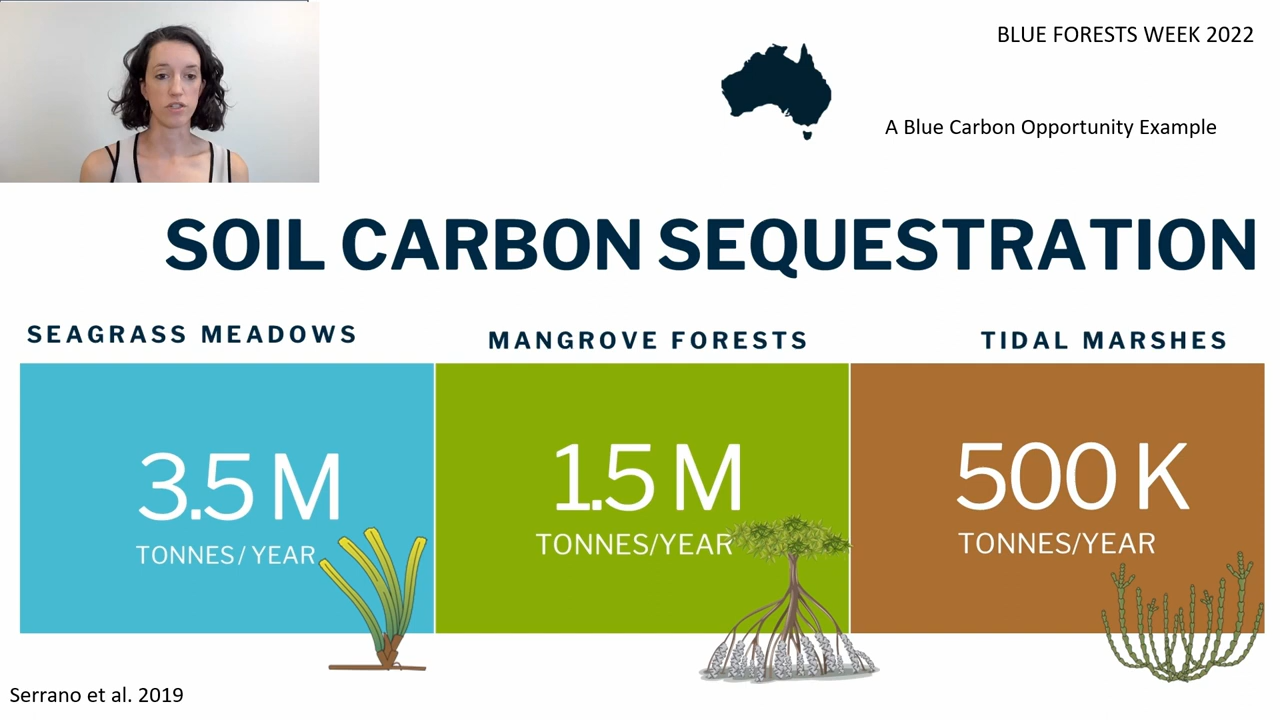 BLUE FORESTS WEEK 2022
A Blue Carbon Opportunity Example
SOIL CARBON SEQUESTRATION
SEAGRASS MEADOWS
MANGROVE FORESTS
TIDAL MARSHES
3.5 M
TONNES/ YEAR
1.5 M
TONNES/YEAR
500 K
TONNES/YEAR
Serrano et al. 2019